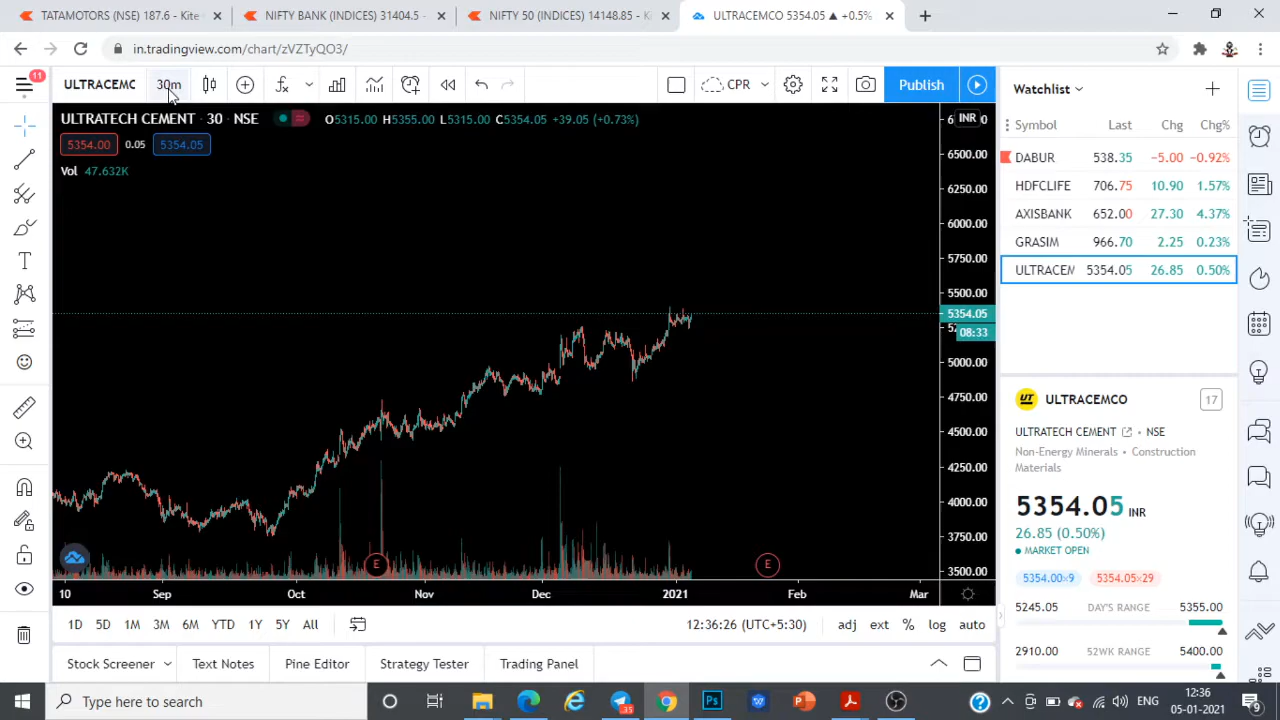 TATAMOTORS (NSE) 187.6 - Kite
NIFTY BANK (INDICES) 31404.5 -
NIFTY 50 (INDICES) 14148.85 - Ki
ULTRACEMCO 5354.05 ▲ +0.5%
in.tradingview.com/chart/zVZTyQO3/
11
ULTRACEMC
30m
CPR
Publish
ULTRATECH CEMENT · 30 · NSE
O5315.00 H5355.00 L5315.00 C5354.05 +39.05 (+0.73%)
5354.00
0.05
5354.05
Vol 47.632K
INR
6500.00
6250.00
6000.00
5750.00
5500.00
5354.05
08:33
5000.00
4750.00
4500.00
4250.00
4000.00
3750.00
3500.00
E
E
10 Sep Oct Nov Dec 2021 Feb Mar
1D 5D 1M 3M 6M YTD 1Y 5Y All
12:36:26 (UTC+5:30)
adj ext % log auto
Stock Screener
Text Notes
Pine Editor
Strategy Tester
Trading Panel
Watchlist
Symbol Last Chg Chg%
DABUR 538.35 −5.00 −0.92%
HDFCLIFE 706.75 10.90 1.57%
AXISBANK 652.00 27.30 4.37%
GRASIM 966.70 2.25 0.23%
ULTRACEM 5354.05 26.85 0.50%
ULTRACEMCO
17
ULTRATECH CEMENT • NSE
Non-Energy Minerals • Construction
Materials
5354.05 INR
26.85 (0.50%)
MARKET OPEN
5354.00×9
5354.05×29
5245.05 DAY'S RANGE 5355.00
2910.00 52WK RANGE 5400.00
Type here to search
35
ENG
12:36
05-01-2021
9